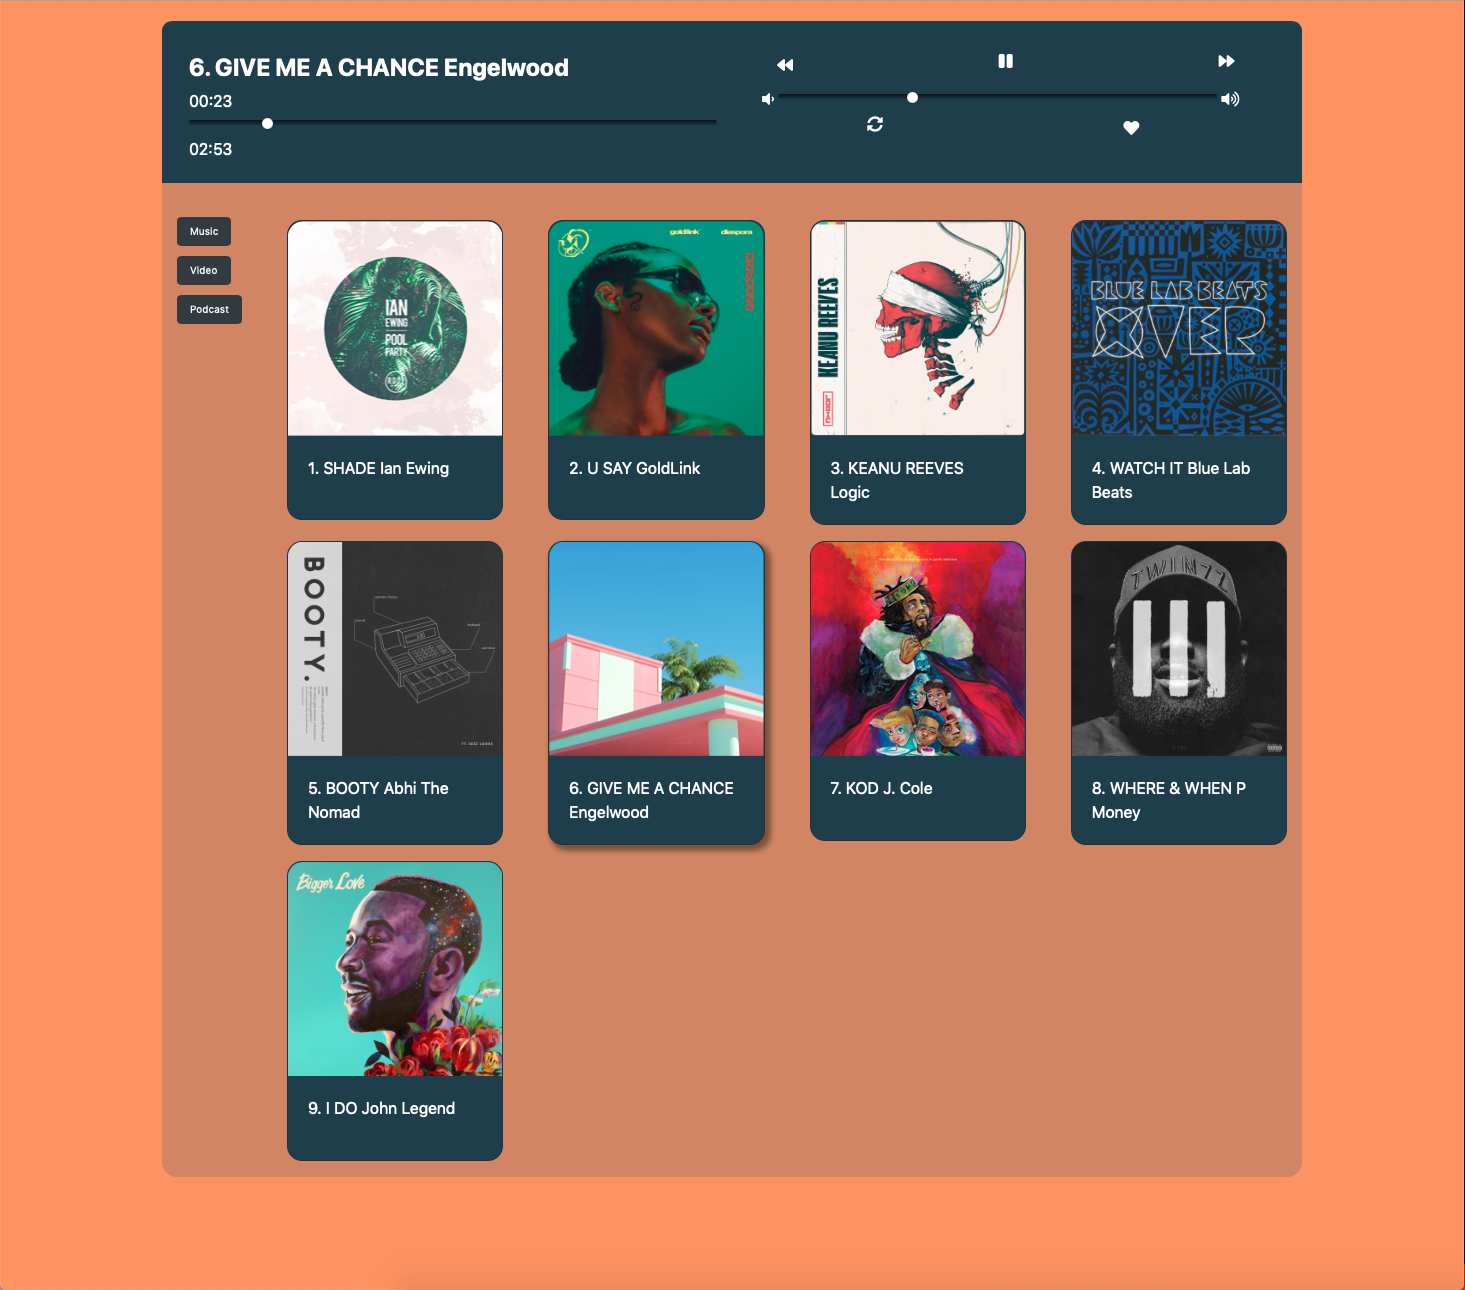 6. GIVE ME A CHANCE Engelwood
00:23
02:53
Music
Video
Podcast
IAN
EWING
POOL
PARTY
1. SHADE Ian Ewing
goldlink
diaspora
2. U SAY GoldLink
KEANU REEVES
LOGIC
3. KEANU REEVES
Logic
BLUE LAB BEATS
OVER
4. WATCH IT Blue Lab
Beats
BOOTY.
5. BOOTY Abhi The
Nomad
6. GIVE ME A CHANCE
Engelwood
7. KOD J. Cole
TWIN77
8. WHERE & WHEN P
Money
Bigger Love
9. I DO John Legend